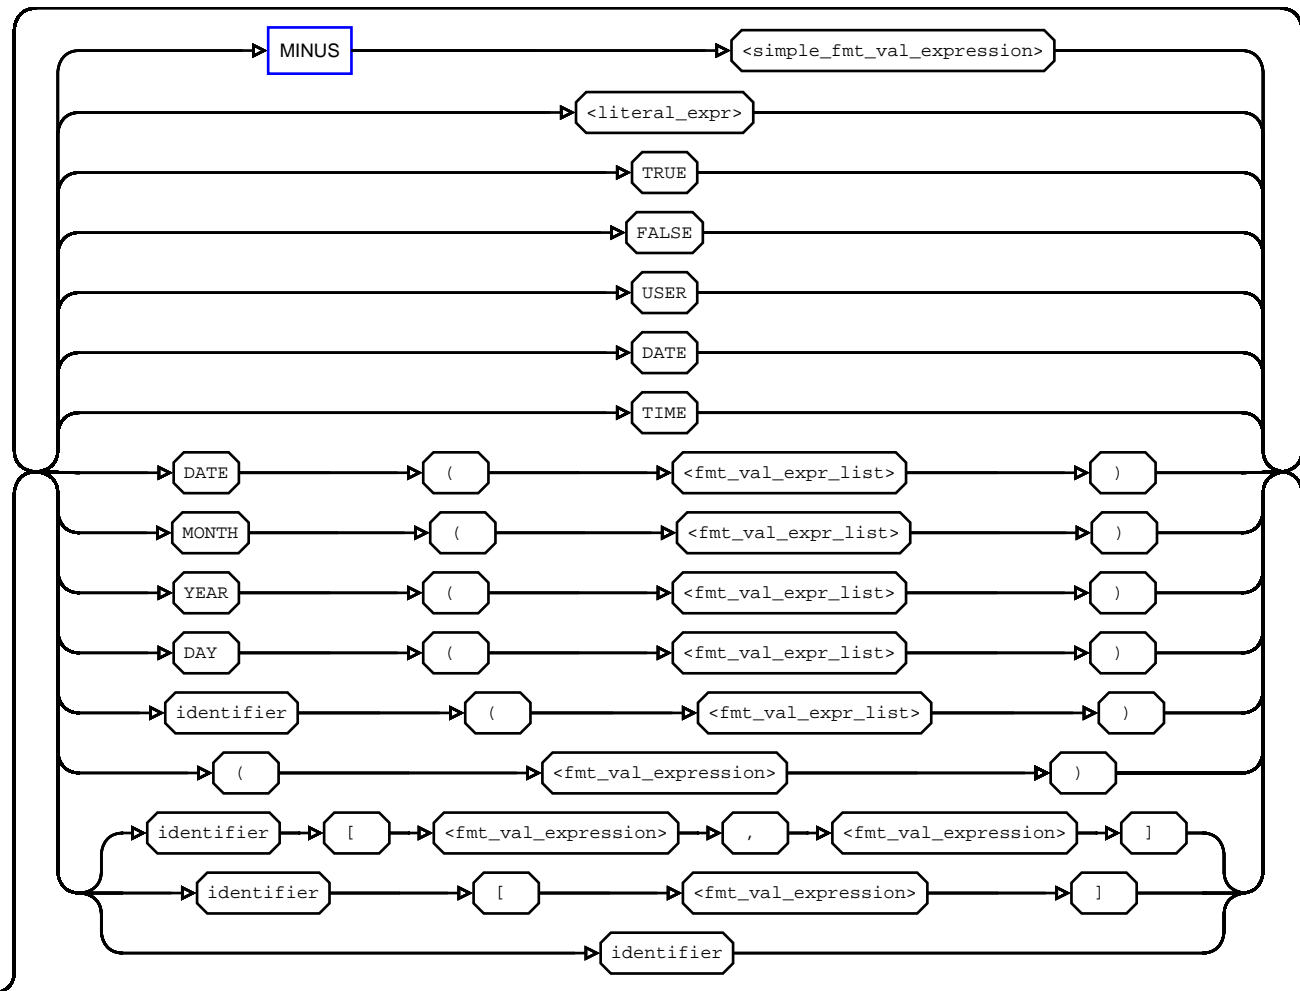 MINUS <simple_fmt_val_expression>
<literal_expr>
TRUE
FALSE
USER
DATE
TIME
DATE ( <fmt_val_expr_list> )
MONTH ( <fmt_val_expr_list> )
YEAR ( <fmt_val_expr_list> )
DAY ( <fmt_val_expr_list> )
identifier ( <fmt_val_expr_list> )
( <fmt_val_expression> )
identifier [ <fmt_val_expression> , <fmt_val_expression> ]
identifier [ <fmt_val_expression> ]
identifier